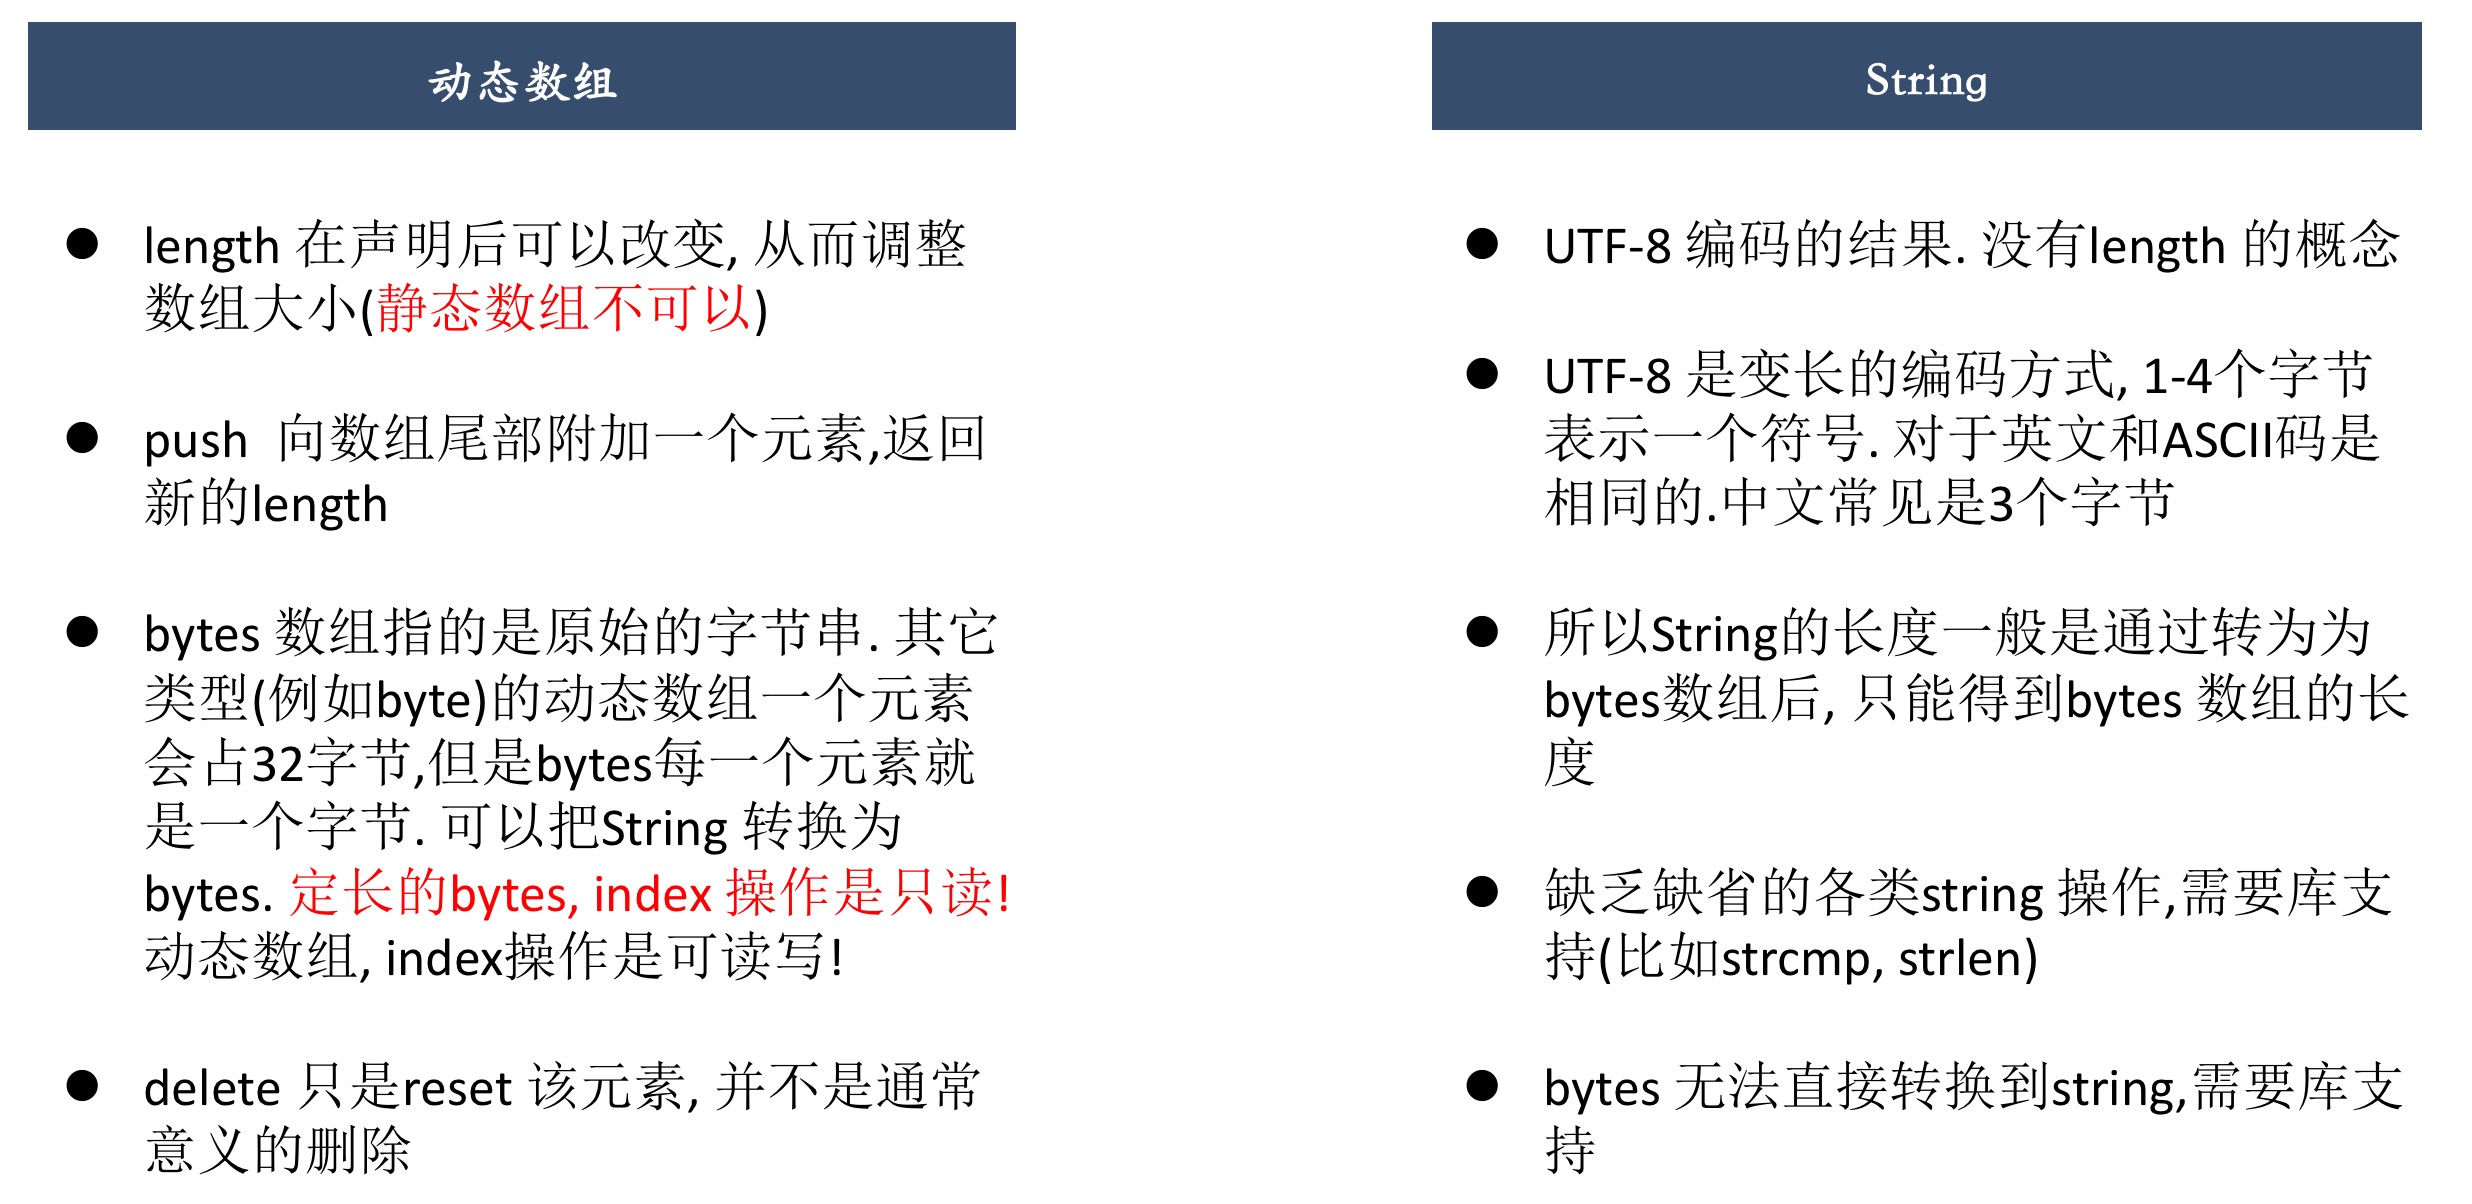 动态数组
length 在声明后可以改变, 从而调整
数组大小(静态数组不可以)
push  向数组尾部附加一个元素,返回
新的length
bytes 数组指的是原始的字节串. 其它
类型(例如byte)的动态数组一个元素
会占32字节,但是bytes每一个元素就
是一个字节. 可以把String 转换为
bytes. 定长的bytes, index 操作是只读!
动态数组, index操作是可读写!
delete 只是reset 该元素, 并不是通常
意义的删除
String
UTF-8 编码的结果. 没有length 的概念
UTF-8 是变长的编码方式, 1-4个字节
表示一个符号. 对于英文和ASCII码是
相同的.中文常见是3个字节
所以String的长度一般是通过转为为
bytes数组后, 只能得到bytes 数组的长
度
缺乏缺省的各类string 操作,需要库支
持(比如strcmp, strlen)
bytes 无法直接转换到string,需要库支
持